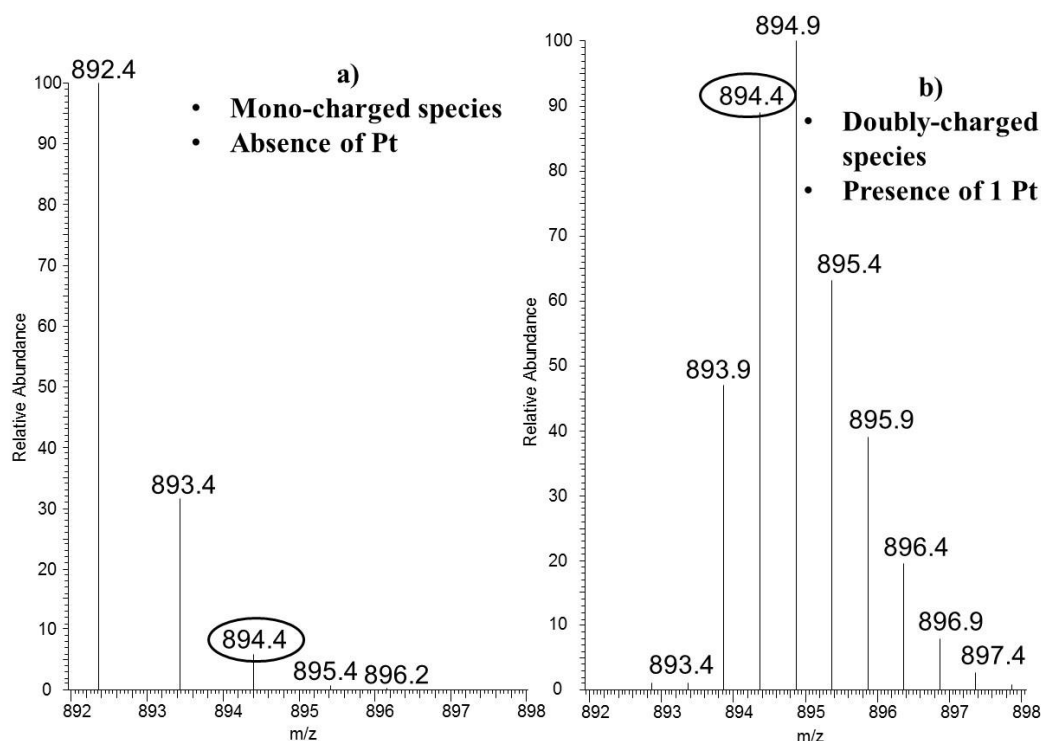 a)
• Mono-charged species
• Absence of Pt
892.4
893.4
894.4
895.4
896.2
100
90
80
70
60
50
40
30
20
10
0
Relative Abundance
892 893 894 895 896 897 898
m/z
b)
• Doubly-charged
species
• Presence of 1 Pt
894.9
894.4
895.4
893.9
895.9
896.4
896.9
893.4
897.4
100
90
80
70
60
50
40
30
20
10
0
Relative Abundance
892 893 894 895 896 897 898
m/z